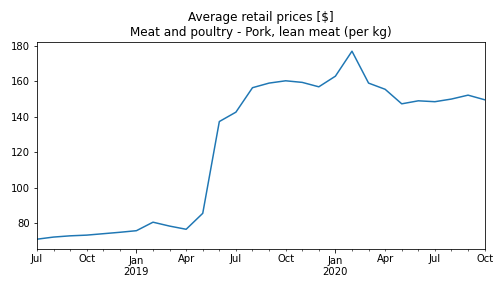 Average retail prices [$]
Meat and poultry - Pork, lean meat (per kg)
180
160
140
120
100
80
Jul Oct Jan Apr Jul Oct Jan Apr Jul Oct
2019 2020